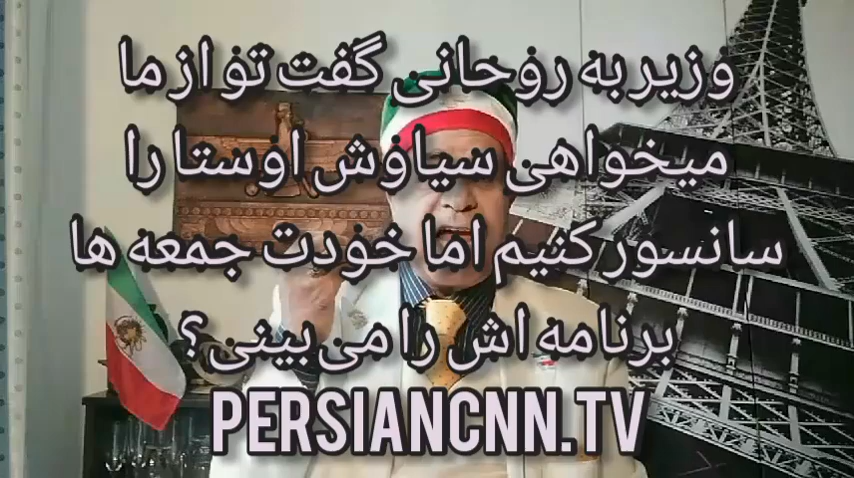 وزیر به روحانی گفت تو از ما
میخواهی سیاوش اوستا را
سانسور کنیم اما خودت جمعه ها
برنامه اش را می بینی؟
PERSIANCNN.TV